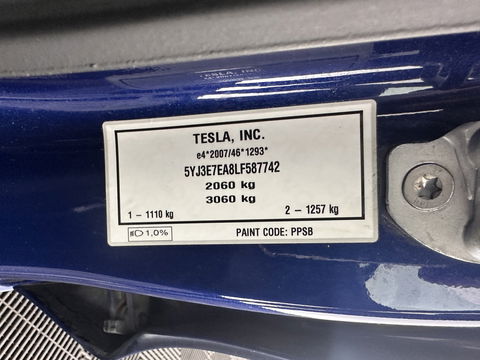 TESLA, INC.
e4*2007/46*1293*
5YJ3E7EA8LF587742
2060 kg
3060 kg
1 – 1110 kg 2 – 1257 kg
1,0% PAINT CODE: PPSB